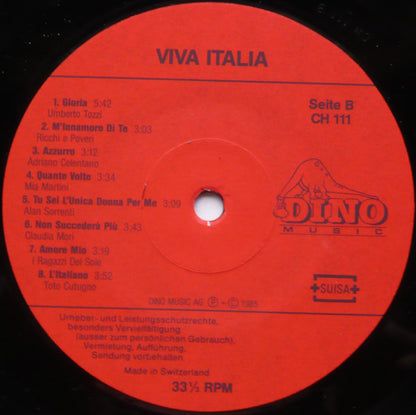 VIVA ITALIA
1. Gloria 5:42
Umberto Tozzi
2. M'Innamoro Di Te 3:03
Ricchi e Poveri
3. Azzurro 3:12
Adriano Celentano
4. Quante Volte 3:34
Mia Martini
5. Tu Sei L'Unica Donna Per Me 3:09
Alan Sorrenti
6. Non Succederà Più 3:43
Claudia Mori
7. Amore Mio 3:19
I Ragazzi Del Sole
8. L'Italiano 3:52
Toto Cutugno
Seite B
CH 111
DINO
MUSIC
SUISA
DINO MUSIC AG Ⓟ - © 1985
Urheber- und Leistungsschutzrechte,
besonders Vervielfältigung
(ausser zum persönlichen Gebrauch),
Vermietung, Aufführung,
Sendung vorbehalten.
Made in Switzerland
33⅓ RPM